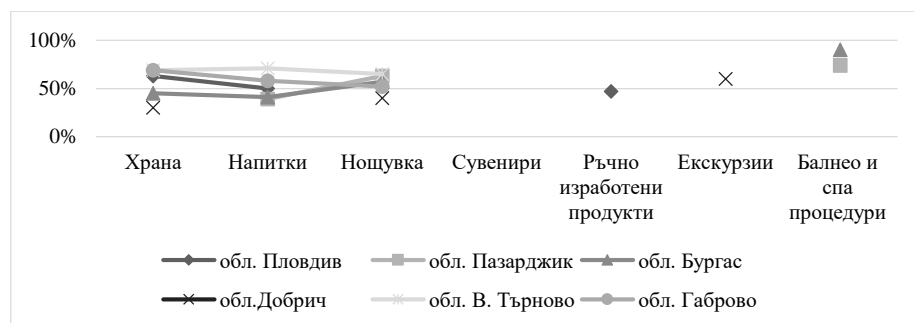 100%
50%
0%
Храна
Напитки
Нощувка
Сувенири
Ръчно
изработени
продукти
Екскурзии
Балнео и
спа
процедури
обл. Пловдив
обл. Пазарджик
обл. Бургас
обл.Добрич
обл. В. Търново
обл. Габрово